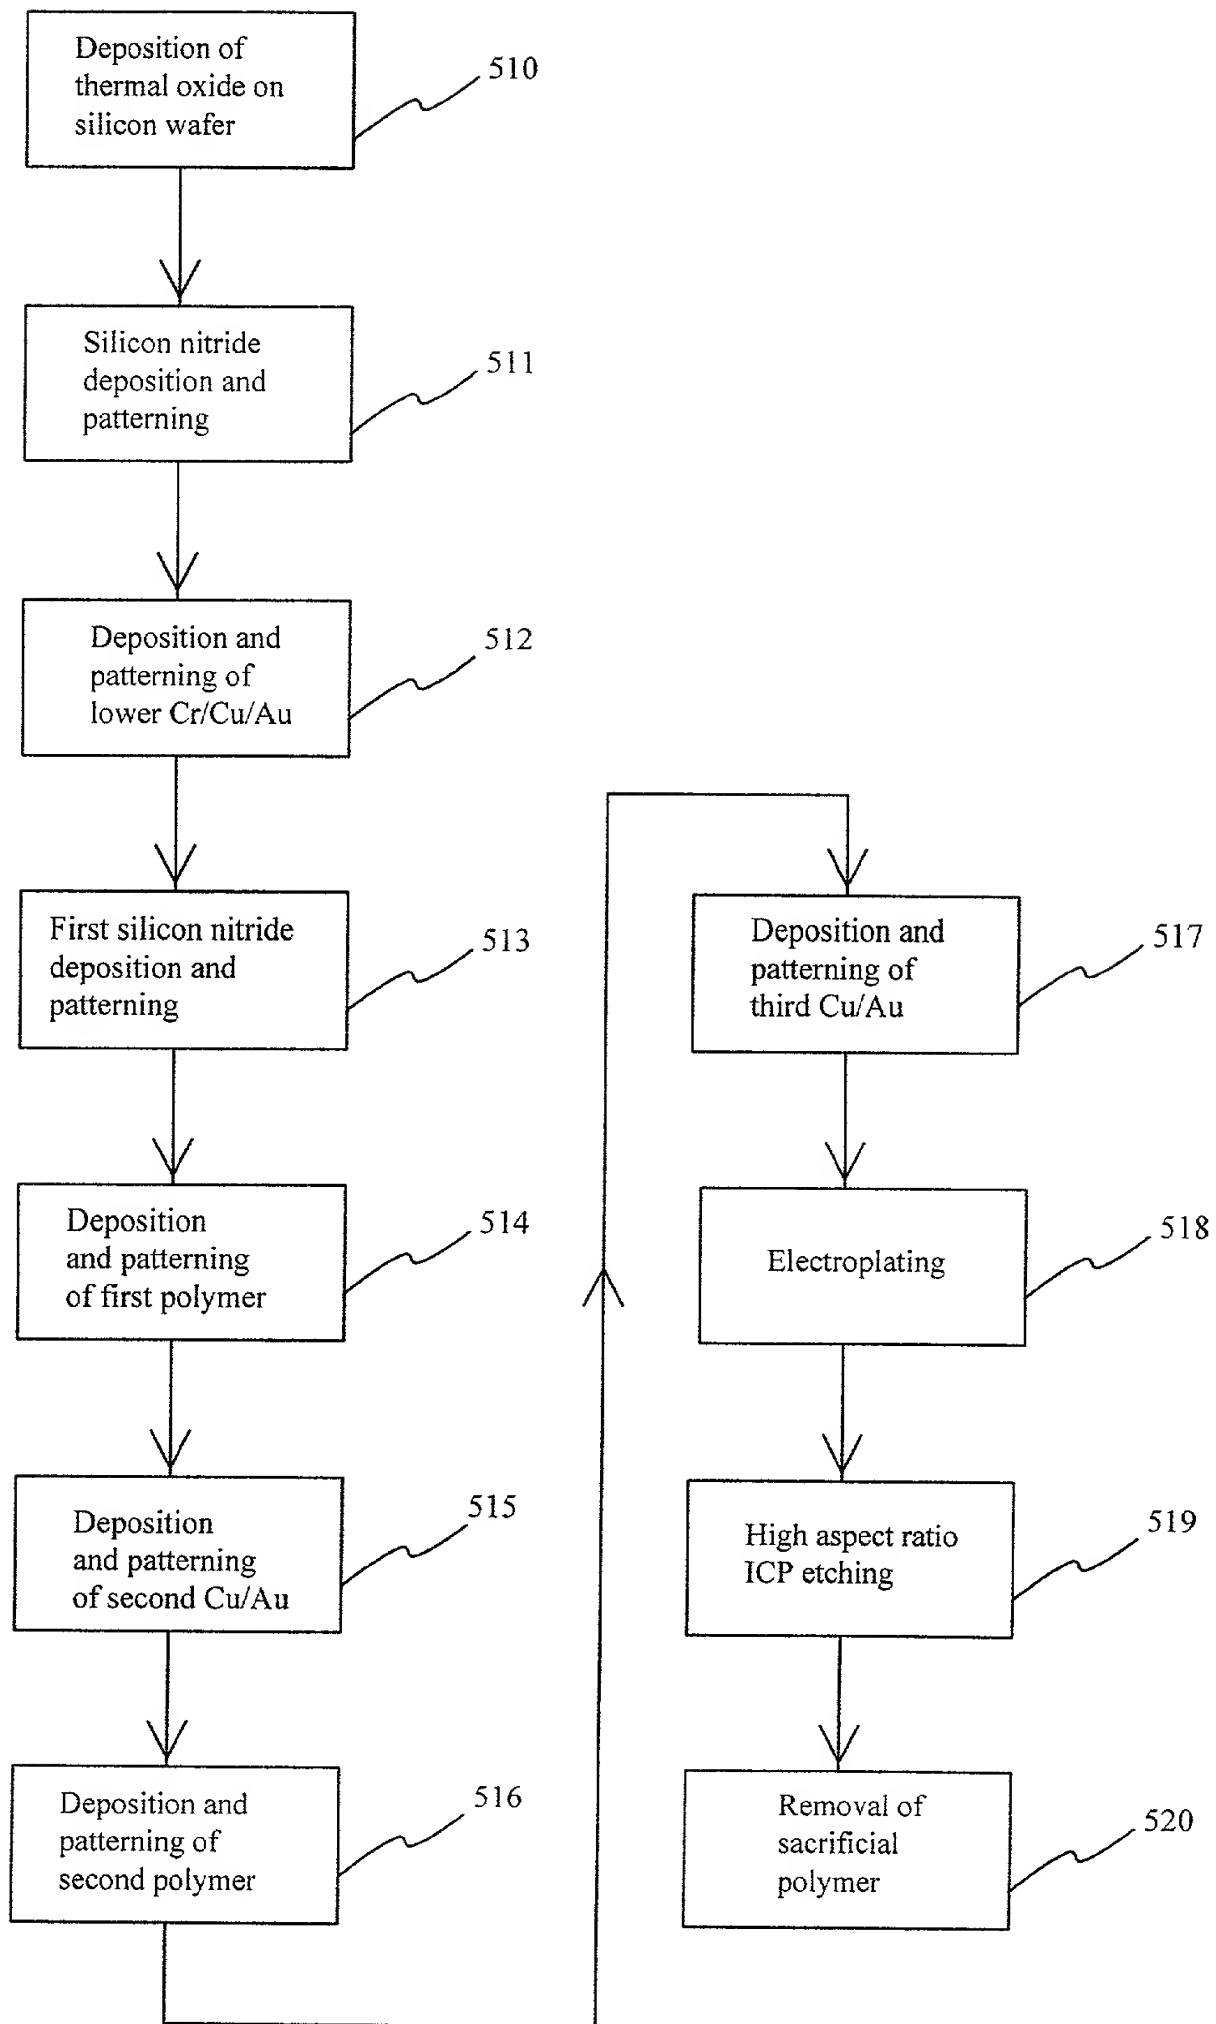 Deposition of
thermal oxide on
silicon wafer
510
Silicon nitride
deposition and
patterning
511
Deposition and
patterning of
lower Cr/Cu/Au
512
First silicon nitride
deposition and
patterning
513
Deposition
and patterning
of first polymer
514
Deposition
and patterning
of second Cu/Au
515
Deposition and
patterning of
second polymer
516
Deposition and
patterning of
third Cu/Au
517
Electroplating
518
High aspect ratio
ICP etching
519
Removal of
sacrificial
polymer
520